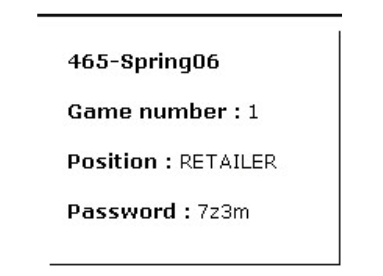 465-Spring06
Game number : 1
Position : RETAILER
Password : 7z3m